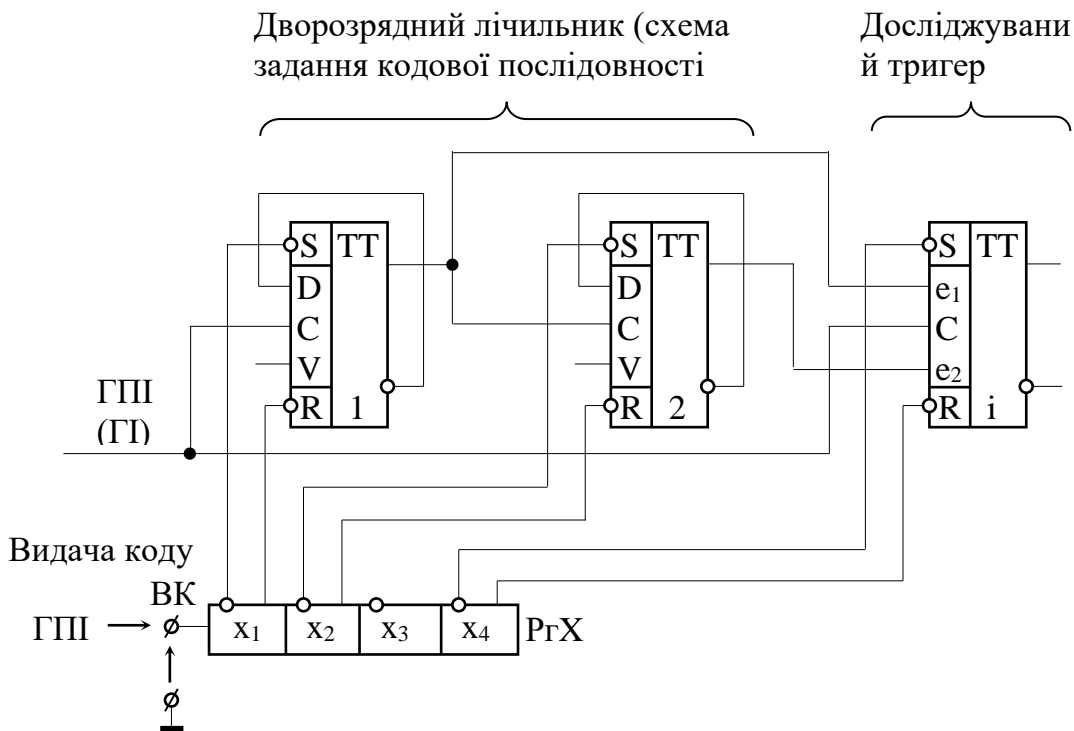 Дворозрядний лічильник (схема
задання кодової послідовності
Досліджувани
й тригер
S TT
D
C
V
R 1
S TT
D
C
V
R 2
S TT
e1
C
e2
R i
ГПІ
(ГІ)
Видача коду
ВК
ГПІ
x1 x2 x3 x4 РгХ